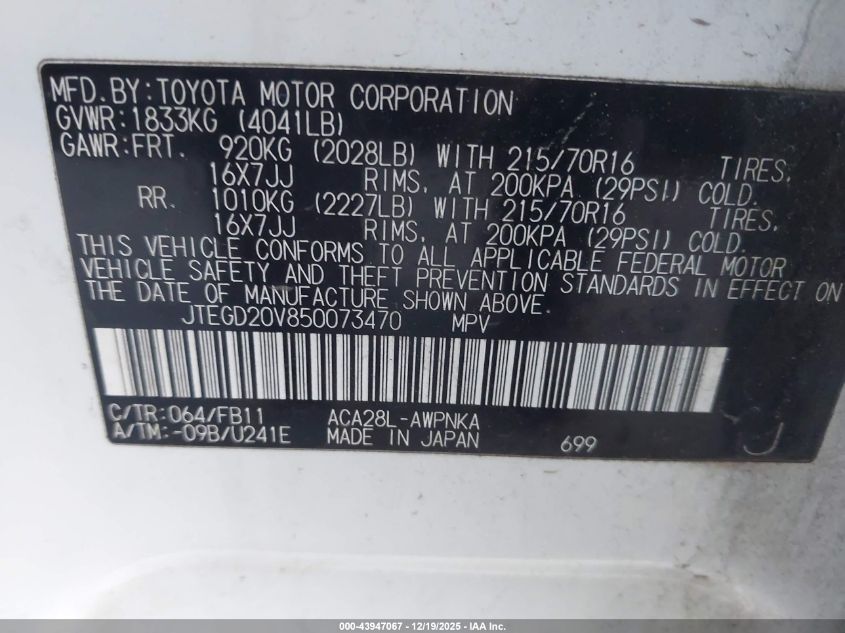 MFD.BY:TOYOTA MOTOR CORPORATION
GVWR:1833KG (4041LB)
GAWR:FRT. 920KG (2028LB) WITH 215/70R16 TIRES,
16X7JJ RIMS, AT 200KPA (29PSI) COLD.
RR. 1010KG (2227LB) WITH 215/70R16 TIRES,
16X7JJ RIMS, AT 200KPA (29PSI) COLD.
THIS VEHICLE CONFORMS TO ALL APPLICABLE FEDERAL MOTOR
VEHICLE SAFETY AND THEFT PREVENTION STANDARDS IN EFFECT ON
THE DATE OF MANUFACTURE SHOWN ABOVE.
JTEGD20V850073470 MPV
C/TR:064/FB11 ACA28L-AWPNKA
A/TM:-09B/U241E MADE IN JAPAN 699
J
000-43947067 - 12/19/2025 - IAA Inc.